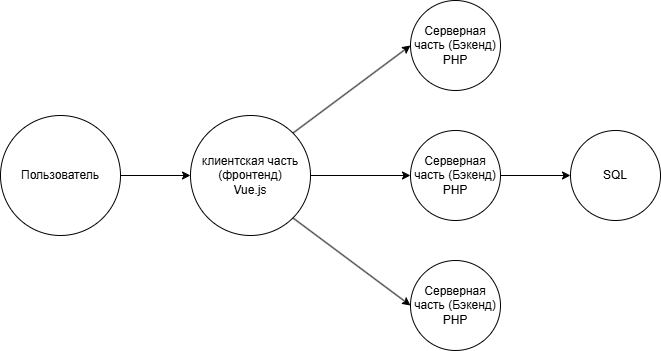 Серверная
часть (Бэкенд)
PHP
Пользователь
клиентская часть
(фронтенд)
Vue.js
Серверная
часть (Бэкенд)
PHP
SQL
Серверная
часть (Бэкенд)
PHP